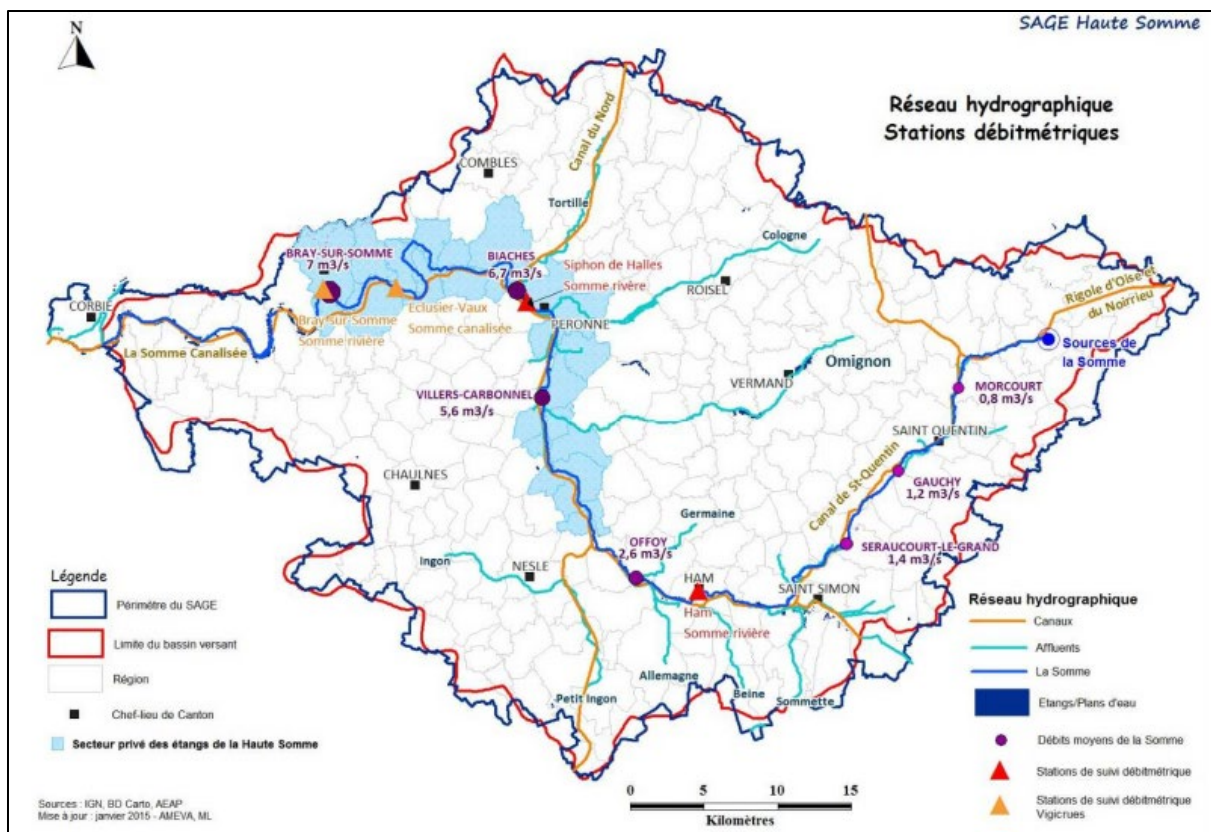 SAGE Haute Somme
N
Réseau hydrographique
Stations débitmétriques
Canal du Nord
COMBLES
Tortille
Cologne
BRAY-SUR-SOMME
7 m3/s
BIACHES
6,7 m3/s
Siphon de Halles
Somme rivère
ROISEL
Rigole d'Oise et
du Noirrieu
CORBIE
Bray-sur-Somme
Somme rivière
Eclusier-Vaux
Somme canalisée
PERONNE
La Somme Canalisée
Sources de
la Somme
Omignon
VERMAND
MORCOURT
0,8 m3/s
VILLERS-CARBONNEL
5,6 m3/s
SAINT QUENTIN
CHAULNES
Canal de St-Quentin
GAUCHY
1,2 m3/s
Germaine
OFFOY
2,6 m3/s
SERAUCOURT-LE-GRAND
1,4 m3/s
Ingon
NESLE
HAM
SAINT SIMON
Ham
Somme rivière
Allemagne
Beine
Sommette
Petit Ingon
Légende
Périmètre du SAGE
Limite du bassin versant
Région
Chef-lieu de Canton
Secteur privé des étangs de la Haute Somme
Réseau hydrographique
Canaux
Affluents
La Somme
Etangs/Plans d'eau
Débits moyens de la Somme
Stations de suivi débitmétrique
Stations de suivi débitmétrique
Vigicrues
0 5 10 15
Kilomètres
Sources : IGN, BD Carto, AEAP
Mise à jour : janvier 2015 - AMEVA, ML